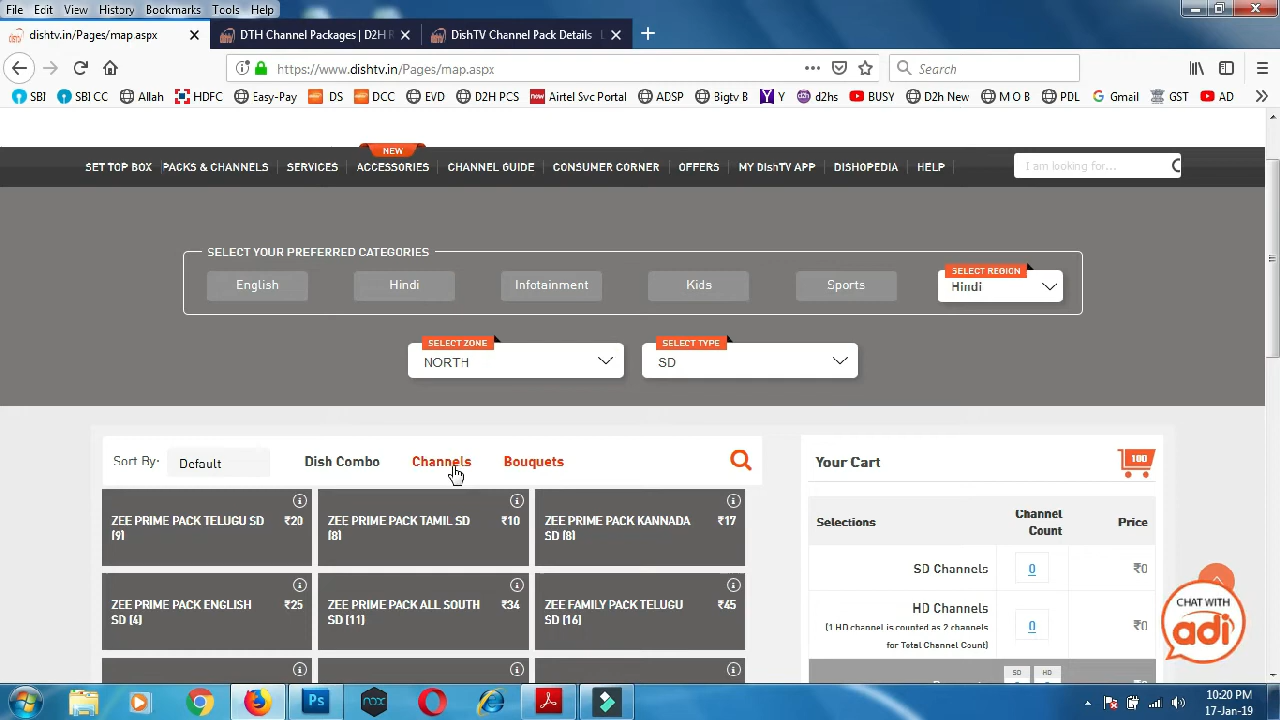 File Edit View History Bookmarks Tools Help
dishtv.in/Pages/map.aspx
DTH Channel Packages | D2H R
DishTV Channel Pack Details
https://www.dishtv.in/Pages/map.aspx
Search
SBI SBI CC Allah HDFC Easy-Pay DS DCC EVD D2H PCS Airtel Svc Portal ADSP Bigtv B Y d2hs BUSY D2h New M O B PDL Gmail GST AD
NEW
SET TOP BOX PACKS & CHANNELS SERVICES ACCESSORIES CHANNEL GUIDE CONSUMER CORNER OFFERS MY DishTV APP DISHOPEDIA HELP
I am looking for...
SELECT YOUR PREFERRED CATEGORIES
English Hindi Infotainment Kids Sports
SELECT REGION
Hindi
SELECT ZONE
NORTH
SELECT TYPE
SD
Sort By: Default Dish Combo Channels Bouquets
ZEE PRIME PACK TELUGU SD ₹20
(9)
ZEE PRIME PACK TAMIL SD ₹10
(8)
ZEE PRIME PACK KANNADA ₹17
SD (8)
ZEE PRIME PACK ENGLISH ₹25
SD (4)
ZEE PRIME PACK ALL SOUTH ₹34
SD (11)
ZEE FAMILY PACK TELUGU ₹45
SD (16)
Your Cart 100
Selections Channel Count Price
SD Channels 0 ₹0
HD Channels
(1 HD channel is counted as 2 channels
for Total Channel Count)
0 ₹0
SD HD
CHAT WITH
adi
10:20 PM
17-Jan-19